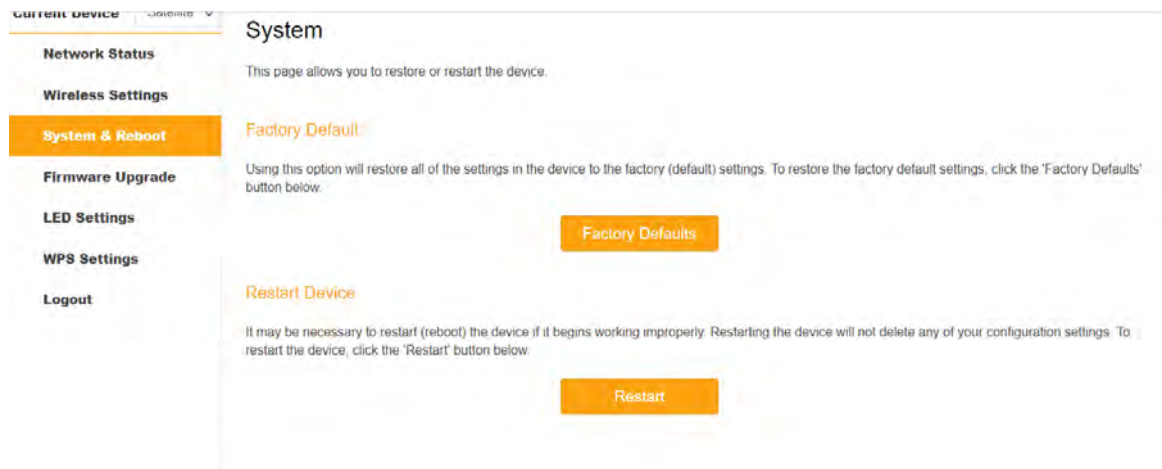 Current Device Satellite
Network Status
Wireless Settings
System & Reboot
Firmware Upgrade
LED Settings
WPS Settings
Logout
System
This page allows you to restore or restart the device.
Factory Default
Using this option will restore all of the settings in the device to the factory (default) settings. To restore the factory default settings, click the 'Factory Defaults'
button below.
Factory Defaults
Restart Device
It may be necessary to restart (reboot) the device if it begins working improperly. Restarting the device will not delete any of your configuration settings. To
restart the device, click the 'Restart' button below.
Restart